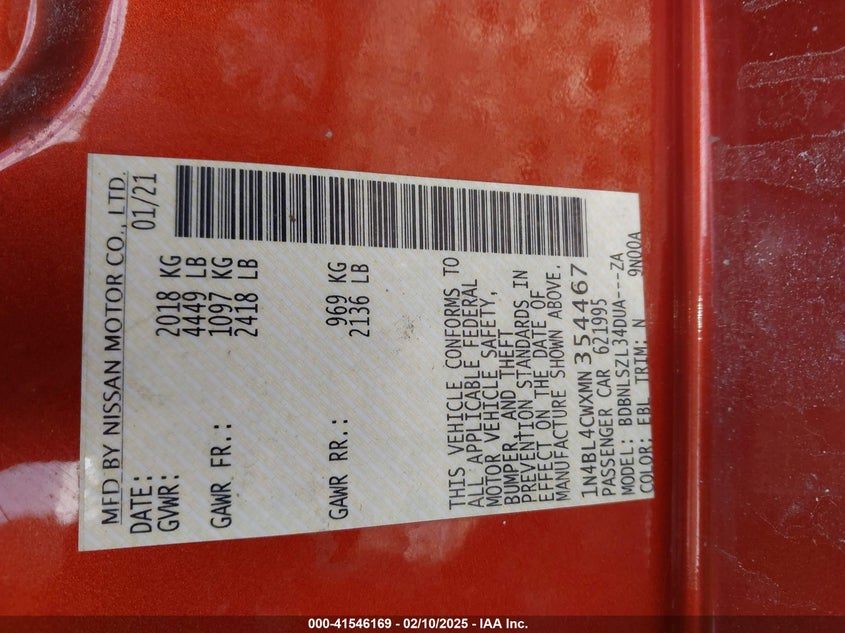 MFD BY NISSAN MOTOR CO., LTD.
DATE: 01/21
GVWR: 2018 KG
4449 LB
GAWR FR.: 1097 KG
2418 LB
GAWR RR.: 969 KG
2136 LB
THIS VEHICLE CONFORMS TO
ALL APPLICABLE FEDERAL
MOTOR VEHICLE SAFETY,
BUMPER, AND THEFT
PREVENTION STANDARDS IN
EFFECT ON THE DATE OF
MANUFACTURE SHOWN ABOVE.
1N4BL4CWXMN354467
PASSENGER CAR 621995
MODEL: BDBNLSZL34DUA---ZA
COLOR: EBL TRIM: N 9N00A
000-41546169 - 02/10/2025 - IAA Inc.